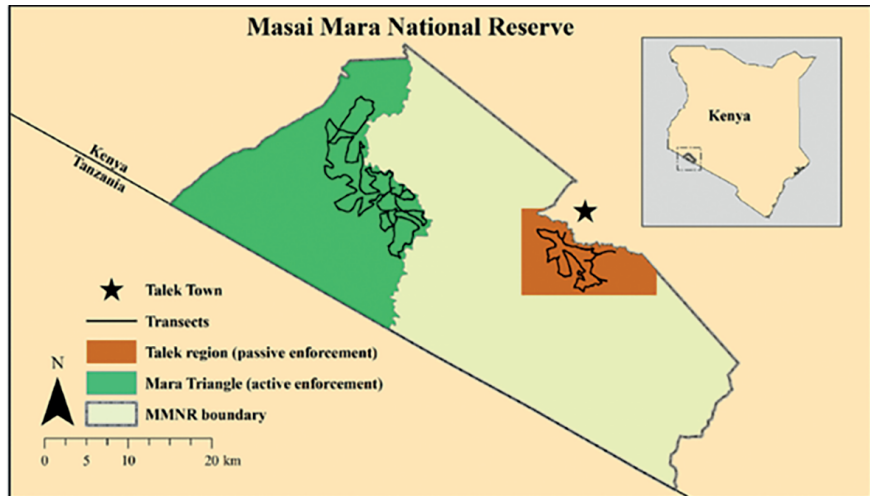 Masai Mara National Reserve
Kenya
Kenya
Tanzania
Talek Town
Transects
Talek region (passive enforcement)
Mara Triangle (active enforcement)
MMNR boundary
N
0 5 10 20 km